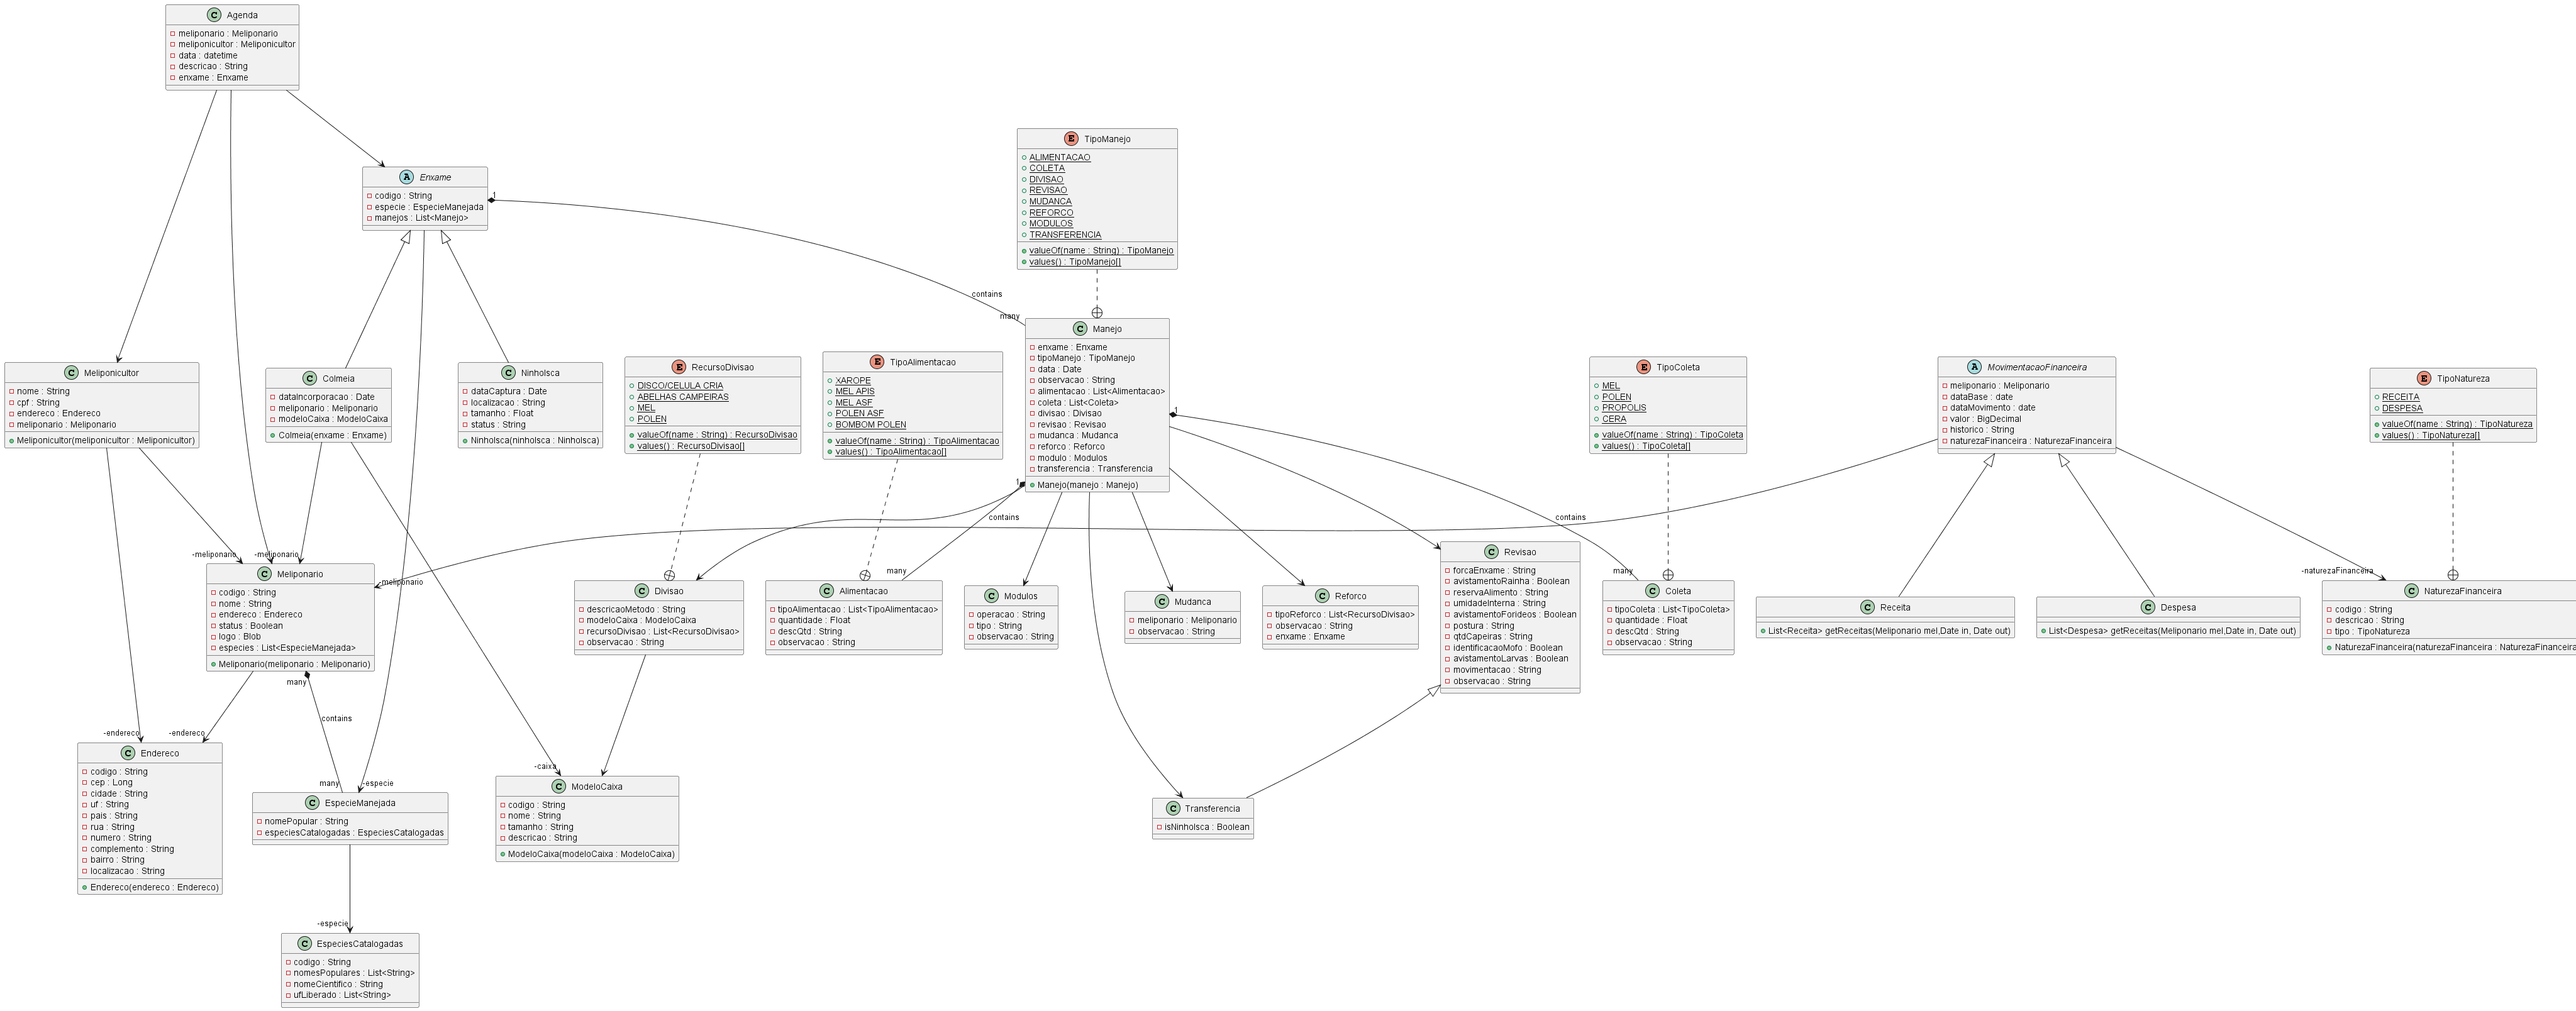 Agenda
meliponario : Meliponario
meliponicultor : Meliponicultor
data : datetime
descricao : String
enxame : Enxame
TipoManejo
ALIMENTACAO
COLETA
DIVISAO
REVISAO
MUDANCA
REFORCO
MODULOS
TRANSFERENCIA
valueOf(name : String) : TipoManejo
values() : TipoManejo[]
Enxame
codigo : String
especie : EspecieManejada
manejos : List<Manejo>
1
contains
many
Meliponicultor
nome : String
cpf : String
endereco : Endereco
meliponario : Meliponario
Meliponicultor(meliponicultor : Meliponicultor)
Colmeia
dataIncorporacao : Date
meliponario : Meliponario
modeloCaixa : ModeloCaixa
Colmeia(enxame : Enxame)
NinhoIsca
dataCaptura : Date
localizacao : String
tamanho : Float
status : String
NinhoIsca(ninhoIsca : NinhoIsca)
RecursoDivisao
DISCO/CELULA CRIA
ABELHAS CAMPEIRAS
MEL
POLEN
valueOf(name : String) : RecursoDivisao
values() : RecursoDivisao[]
TipoAlimentacao
XAROPE
MEL APIS
MEL ASF
POLEN ASF
BOMBOM POLEN
valueOf(name : String) : TipoAlimentacao
values() : TipoAlimentacao[]
Manejo
enxame : Enxame
tipoManejo : TipoManejo
data : Date
observacao : String
alimentacao : List<Alimentacao>
coleta : List<Coleta>
divisao : Divisao
revisao : Revisao
mudanca : Mudanca
reforco : Reforco
modulo : Modulos
transferencia : Transferencia
Manejo(manejo : Manejo)
1
1
contains
many
contains
many
TipoColeta
MEL
POLEN
PROPOLIS
CERA
valueOf(name : String) : TipoColeta
values() : TipoColeta[]
MovimentacaoFinanceira
meliponario : Meliponario
dataBase : date
dataMovimento : date
valor : BigDecimal
historico : String
naturezaFinanceira : NaturezaFinanceira
TipoNatureza
RECEITA
DESPESA
valueOf(name : String) : TipoNatureza
values() : TipoNatureza[]
-meliponario
-meliponario
-meliponario
-naturezaFinanceira
Meliponario
codigo : String
nome : String
endereco : Endereco
status : Boolean
logo : Blob
especies : List<EspecieManejada>
Meliponario(meliponario : Meliponario)
many
contains
many
Divisao
descricaoMetodo : String
modeloCaixa : ModeloCaixa
recursoDivisao : List<RecursoDivisao>
observacao : String
Alimentacao
tipoAlimentacao : List<TipoAlimentacao>
quantidade : Float
descQtd : String
observacao : String
Modulos
operacao : String
tipo : String
observacao : String
Mudanca
meliponario : Meliponario
observacao : String
Reforco
tipoReforco : List<RecursoDivisao>
observacao : String
enxame : Enxame
Revisao
forcaEnxame : String
avistamentoRainha : Boolean
reservaAlimento : String
umidadeInterna : String
avistamentoForideos : Boolean
postura : String
qtdCapeiras : String
identificacaoMofo : Boolean
avistamentoLarvas : Boolean
movimentacao : String
observacao : String
Coleta
tipoColeta : List<TipoColeta>
quantidade : Float
descQtd : String
observacao : String
Receita
List<Receita> getReceitas(Meliponario mel,Date in, Date out)
Despesa
List<Despesa> getReceitas(Meliponario mel,Date in, Date out)
NaturezaFinanceira
codigo : String
descricao : String
tipo : TipoNatureza
NaturezaFinanceira(naturezaFinanceira : NaturezaFinanceira
-endereco
-endereco
-especie
-caixa
Endereco
codigo : String
cep : Long
cidade : String
uf : String
pais : String
rua : String
numero : String
complemento : String
bairro : String
localizacao : String
Endereco(endereco : Endereco)
EspecieManejada
nomePopular : String
especiesCatalogadas : EspeciesCatalogadas
ModeloCaixa
codigo : String
nome : String
tamanho : String
descricao : String
ModeloCaixa(modeloCaixa : ModeloCaixa)
Transferencia
isNinhoIsca : Boolean
-especie
EspeciesCatalogadas
codigo : String
nomesPopulares : List<String>
nomeCientifico : String
ufLiberado : List<String>